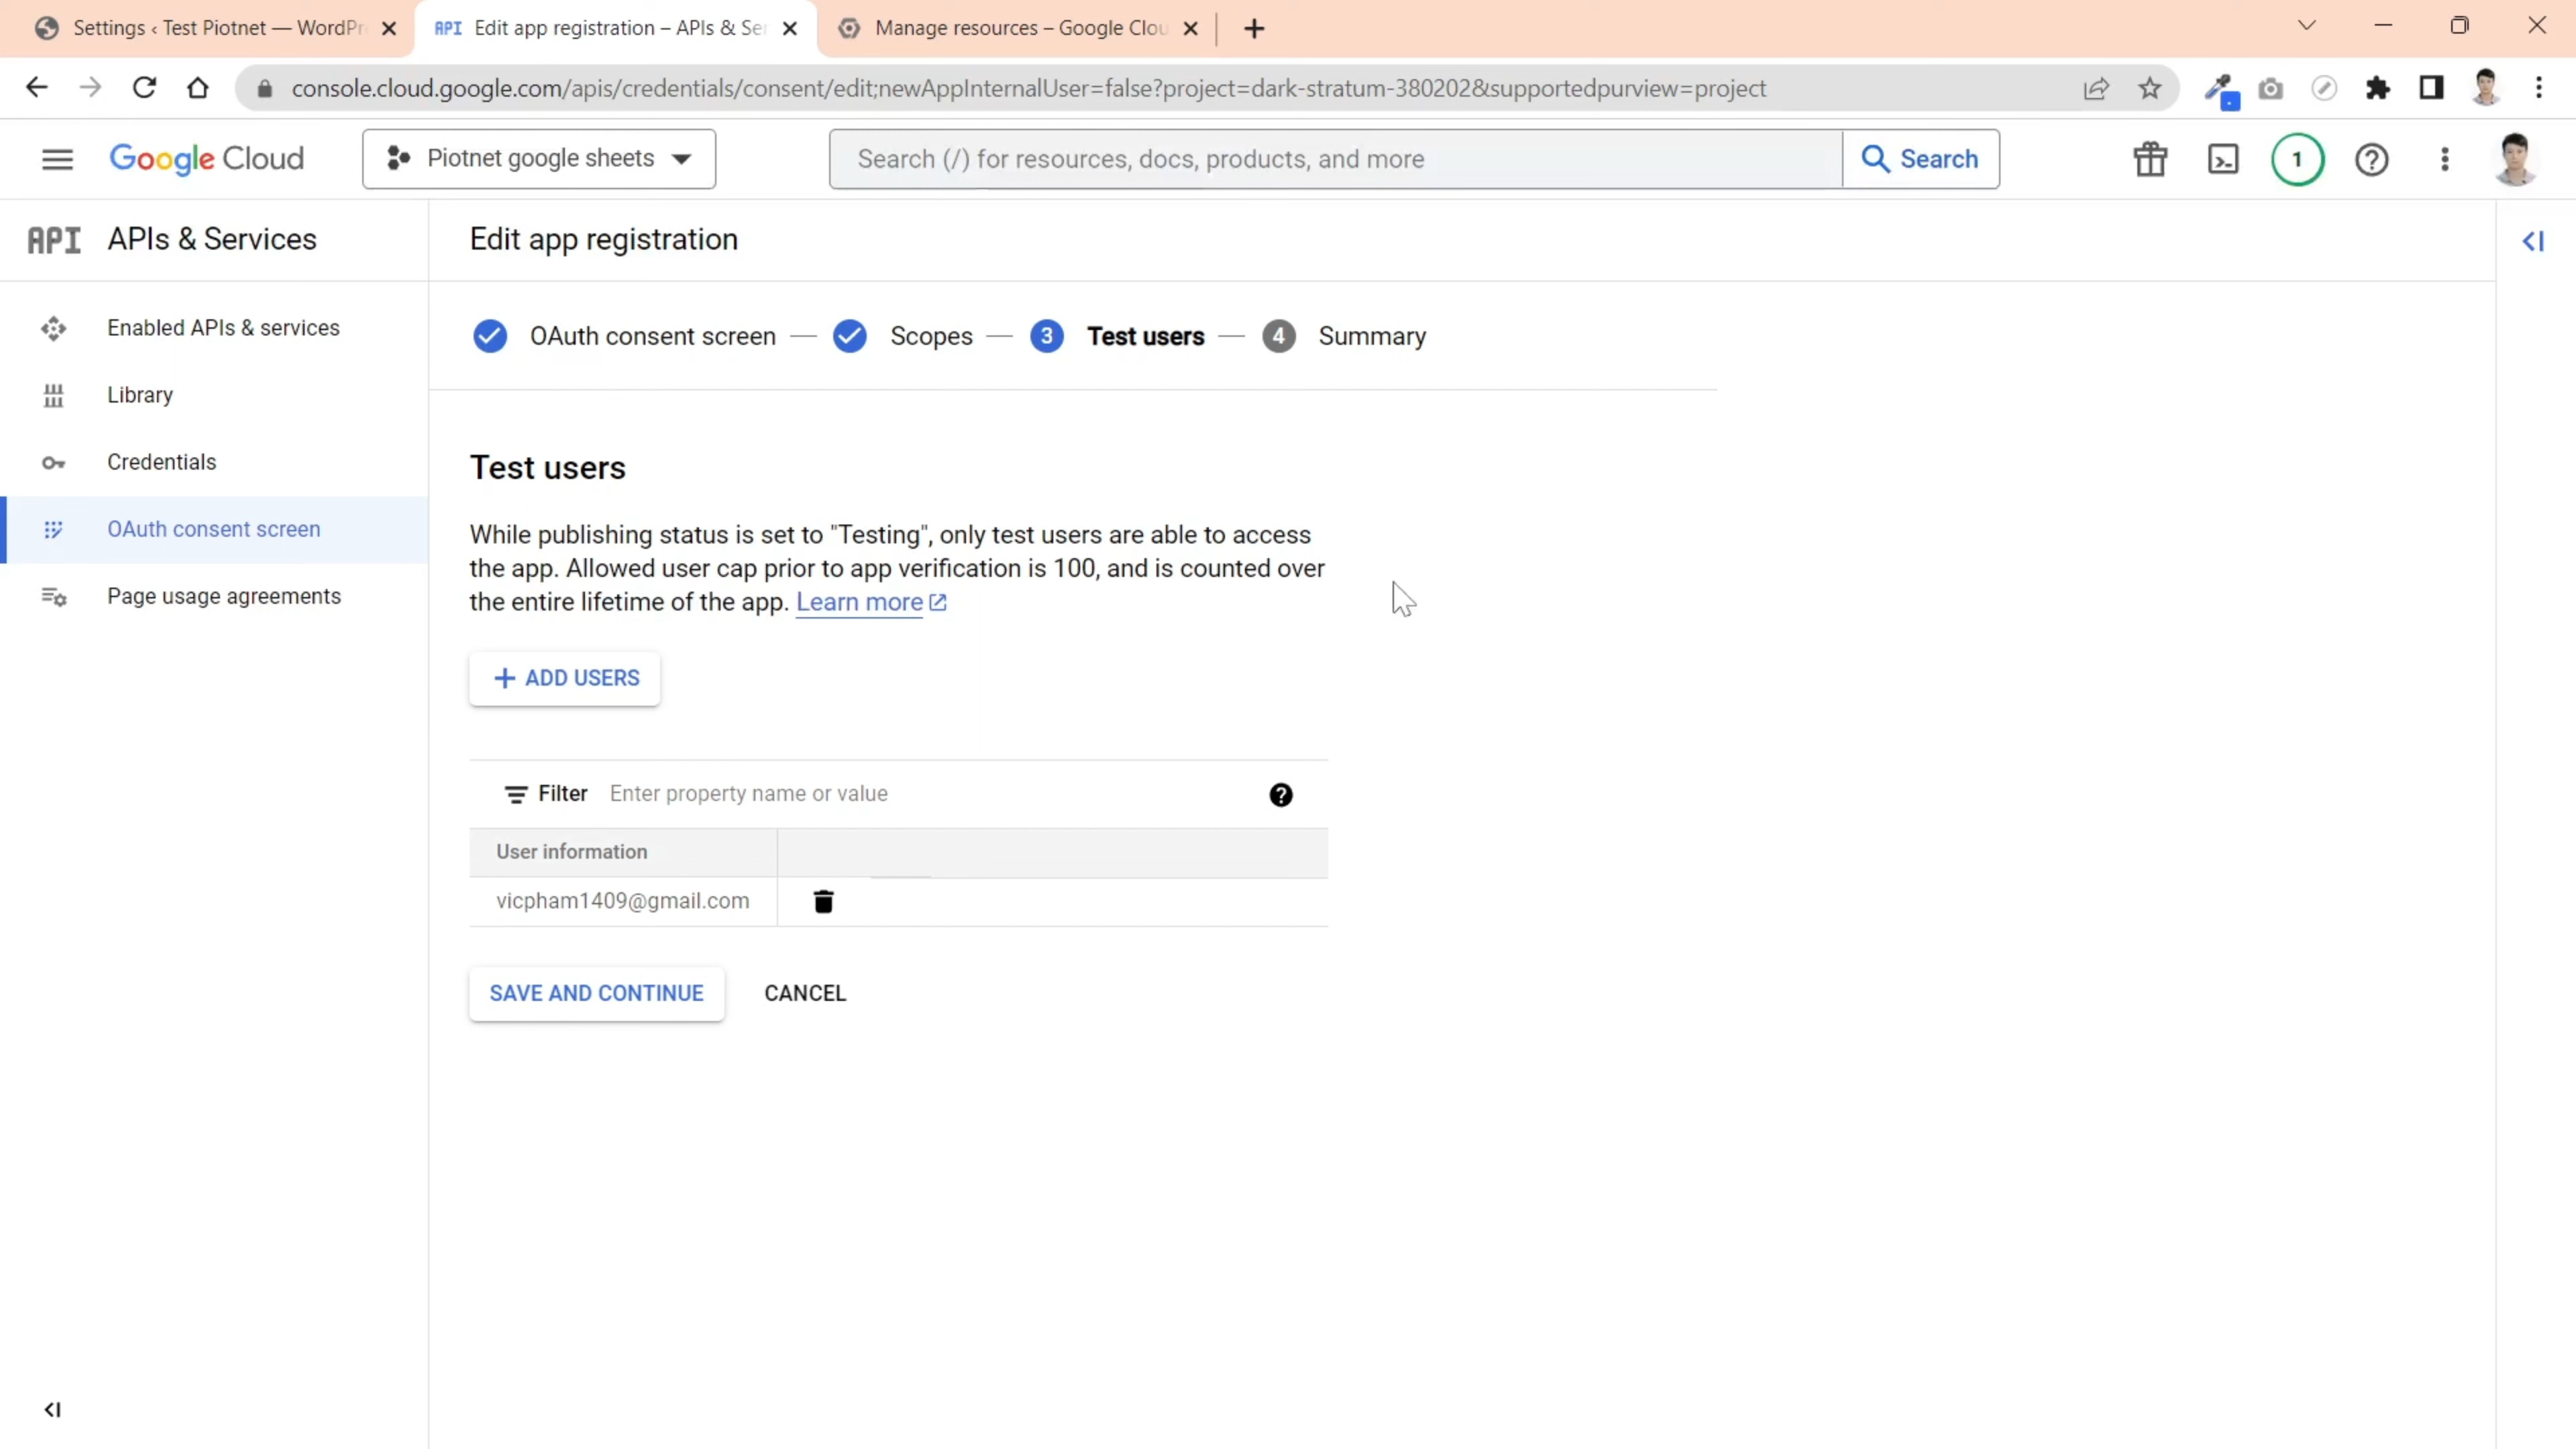 Settings ‹ Test Piotnet — WordPr
API Edit app registration – APIs & Ser
Manage resources – Google Clou
console.cloud.google.com/apis/credentials/consent/edit;newAppInternalUser=false?project=dark-stratum-380202&supportedpurview=project
Google Cloud
Piotnet google sheets
Search (/) for resources, docs, products, and more
Search
1
API APIs & Services
Edit app registration
Enabled APIs & services
Library
Credentials
OAuth consent screen
Page usage agreements
OAuth consent screen — Scopes — 3 Test users — 4 Summary
Test users
While publishing status is set to "Testing", only test users are able to access
the app. Allowed user cap prior to app verification is 100, and is counted over
the entire lifetime of the app. Learn more
+ ADD USERS
Filter Enter property name or value
User information
vicpham1409@gmail.com
SAVE AND CONTINUE CANCEL